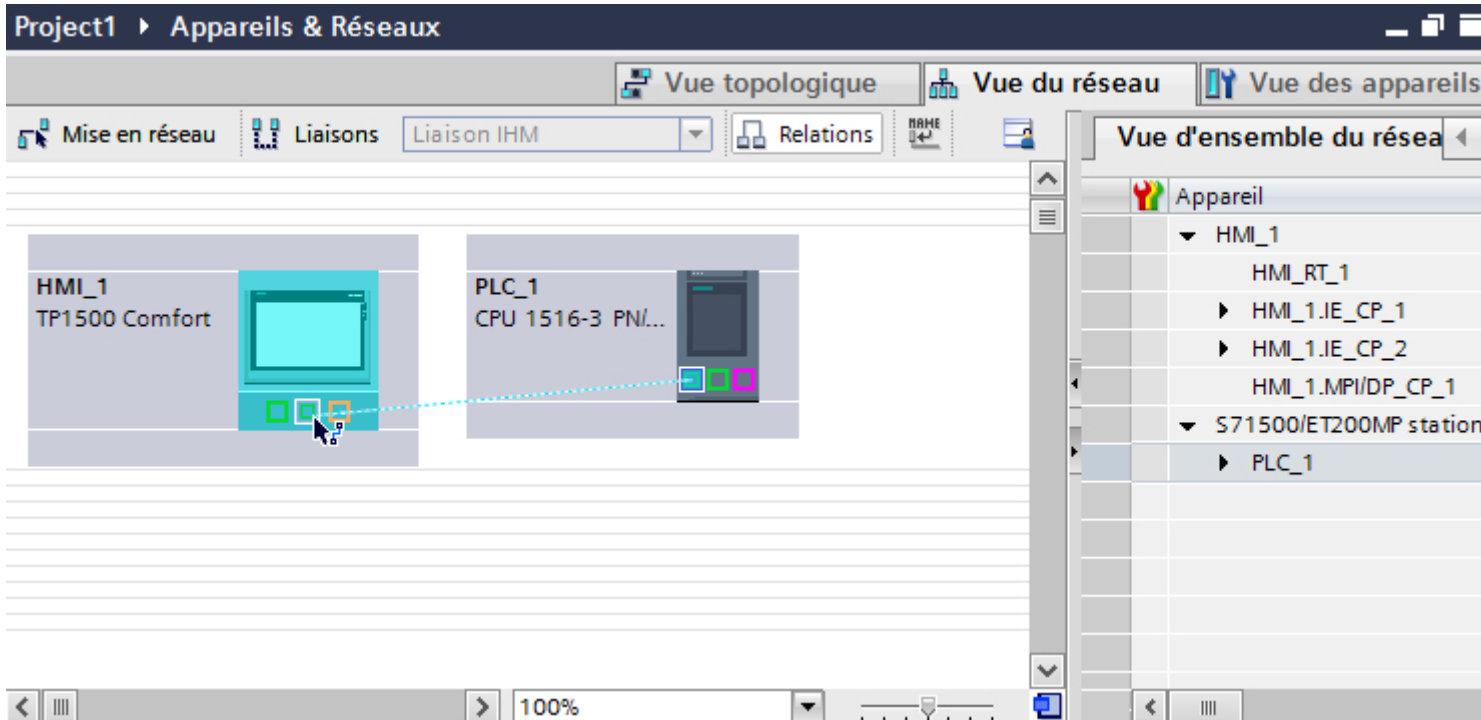 Project1 ▸ Appareils & Réseaux
Vue topologique Vue du réseau Vue des appareils
Mise en réseau Liaisons Liaison IHM Relations NAME
Vue d'ensemble du résea
Appareil
HMI_1
HMI_RT_1
HMI_1.IE_CP_1
HMI_1.IE_CP_2
HMI_1.MPI/DP_CP_1
S71500/ET200MP station
PLC_1
HMI_1
TP1500 Comfort
PLC_1
CPU 1516-3 PN/...
100%